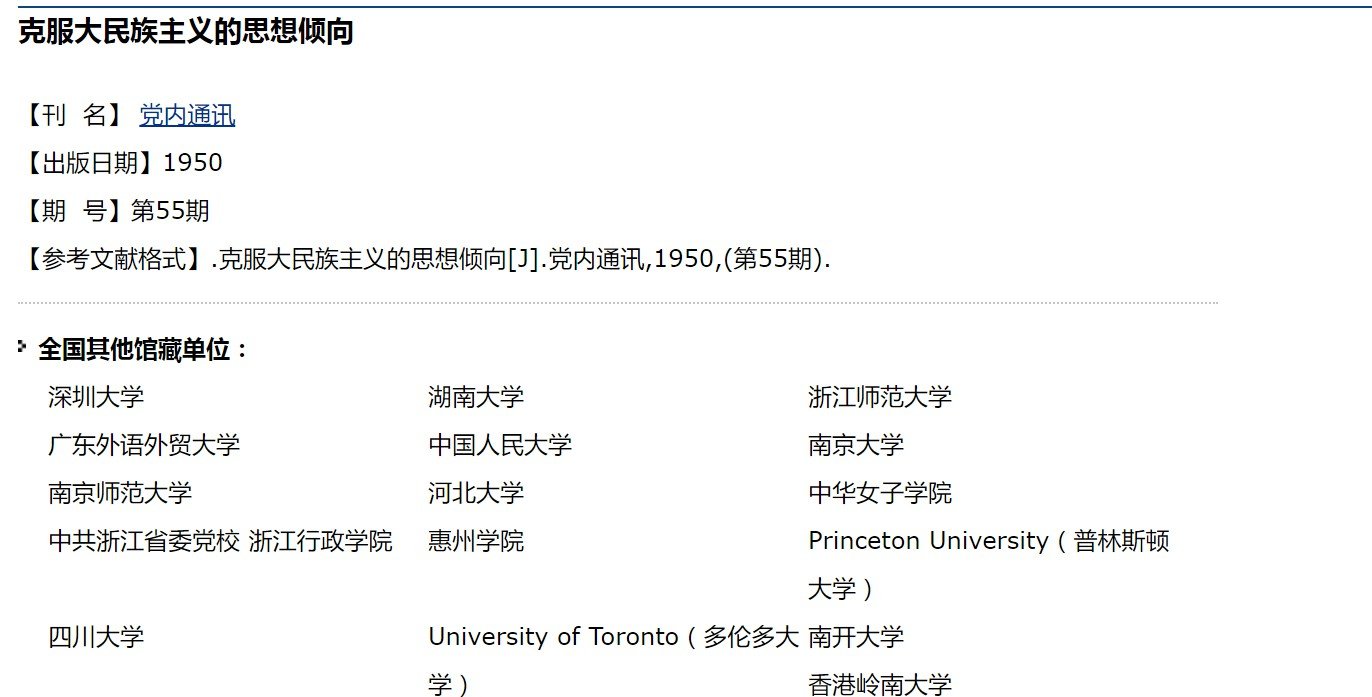 克服大民族主义的思想倾向
【刊 名】 党内通讯
【出版日期】1950
【期 号】第55期
【参考文献格式】.克服大民族主义的思想倾向[J].党内通讯,1950,(第55期).
全国其他馆藏单位：
深圳大学 湖南大学 浙江师范大学
广东外语外贸大学 中国人民大学 南京大学
南京师范大学 河北大学 中华女子学院
中共浙江省委党校 浙江行政学院 惠州学院 Princeton University（普林斯顿
大学）
四川大学 University of Toronto（多伦多大 南开大学
学） 香港岭南大学